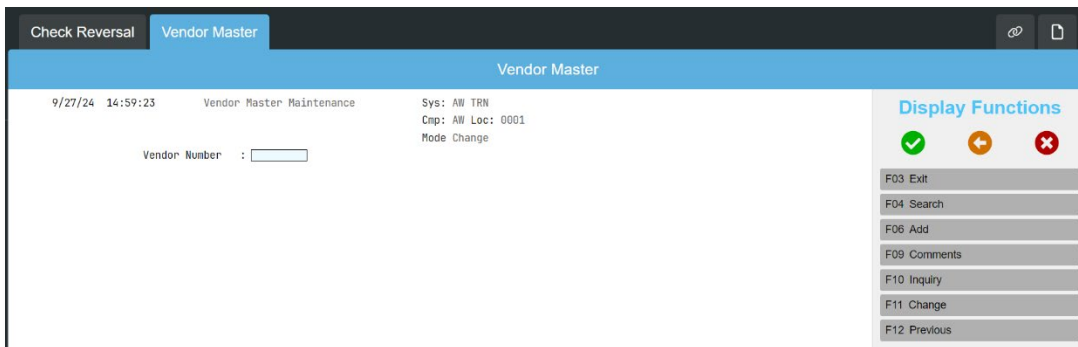 Check Reversal Vendor Master
Vendor Master
9/27/24 14:59:23 Vendor Master Maintenance Sys: AW TRN
Cmp: AW Loc: 0001
Mode Change
Vendor Number :
Display Functions
F03 Exit
F04 Search
F06 Add
F09 Comments
F10 Inquiry
F11 Change
F12 Previous